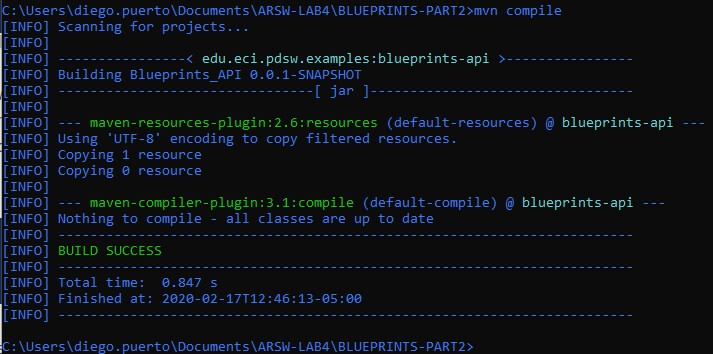 C:\Users\diego.puerto\Documents\ARSW-LAB4\BLUEPRINTS-PART2>mvn compile
[INFO] Scanning for projects...
[INFO]
[INFO] ----------------< edu.eci.pdsw.examples:blueprints-api >----------------
[INFO] Building Blueprints_API 0.0.1-SNAPSHOT
[INFO] --------------------------------[ jar ]---------------------------------
[INFO]
[INFO] --- maven-resources-plugin:2.6:resources (default-resources) @ blueprints-api ---
[INFO] Using 'UTF-8' encoding to copy filtered resources.
[INFO] Copying 1 resource
[INFO] Copying 0 resource
[INFO]
[INFO] --- maven-compiler-plugin:3.1:compile (default-compile) @ blueprints-api ---
[INFO] Nothing to compile - all classes are up to date
[INFO] ------------------------------------------------------------------------
[INFO] BUILD SUCCESS
[INFO] ------------------------------------------------------------------------
[INFO] Total time:  0.847 s
[INFO] Finished at: 2020-02-17T12:46:13-05:00
[INFO] ------------------------------------------------------------------------
C:\Users\diego.puerto\Documents\ARSW-LAB4\BLUEPRINTS-PART2>